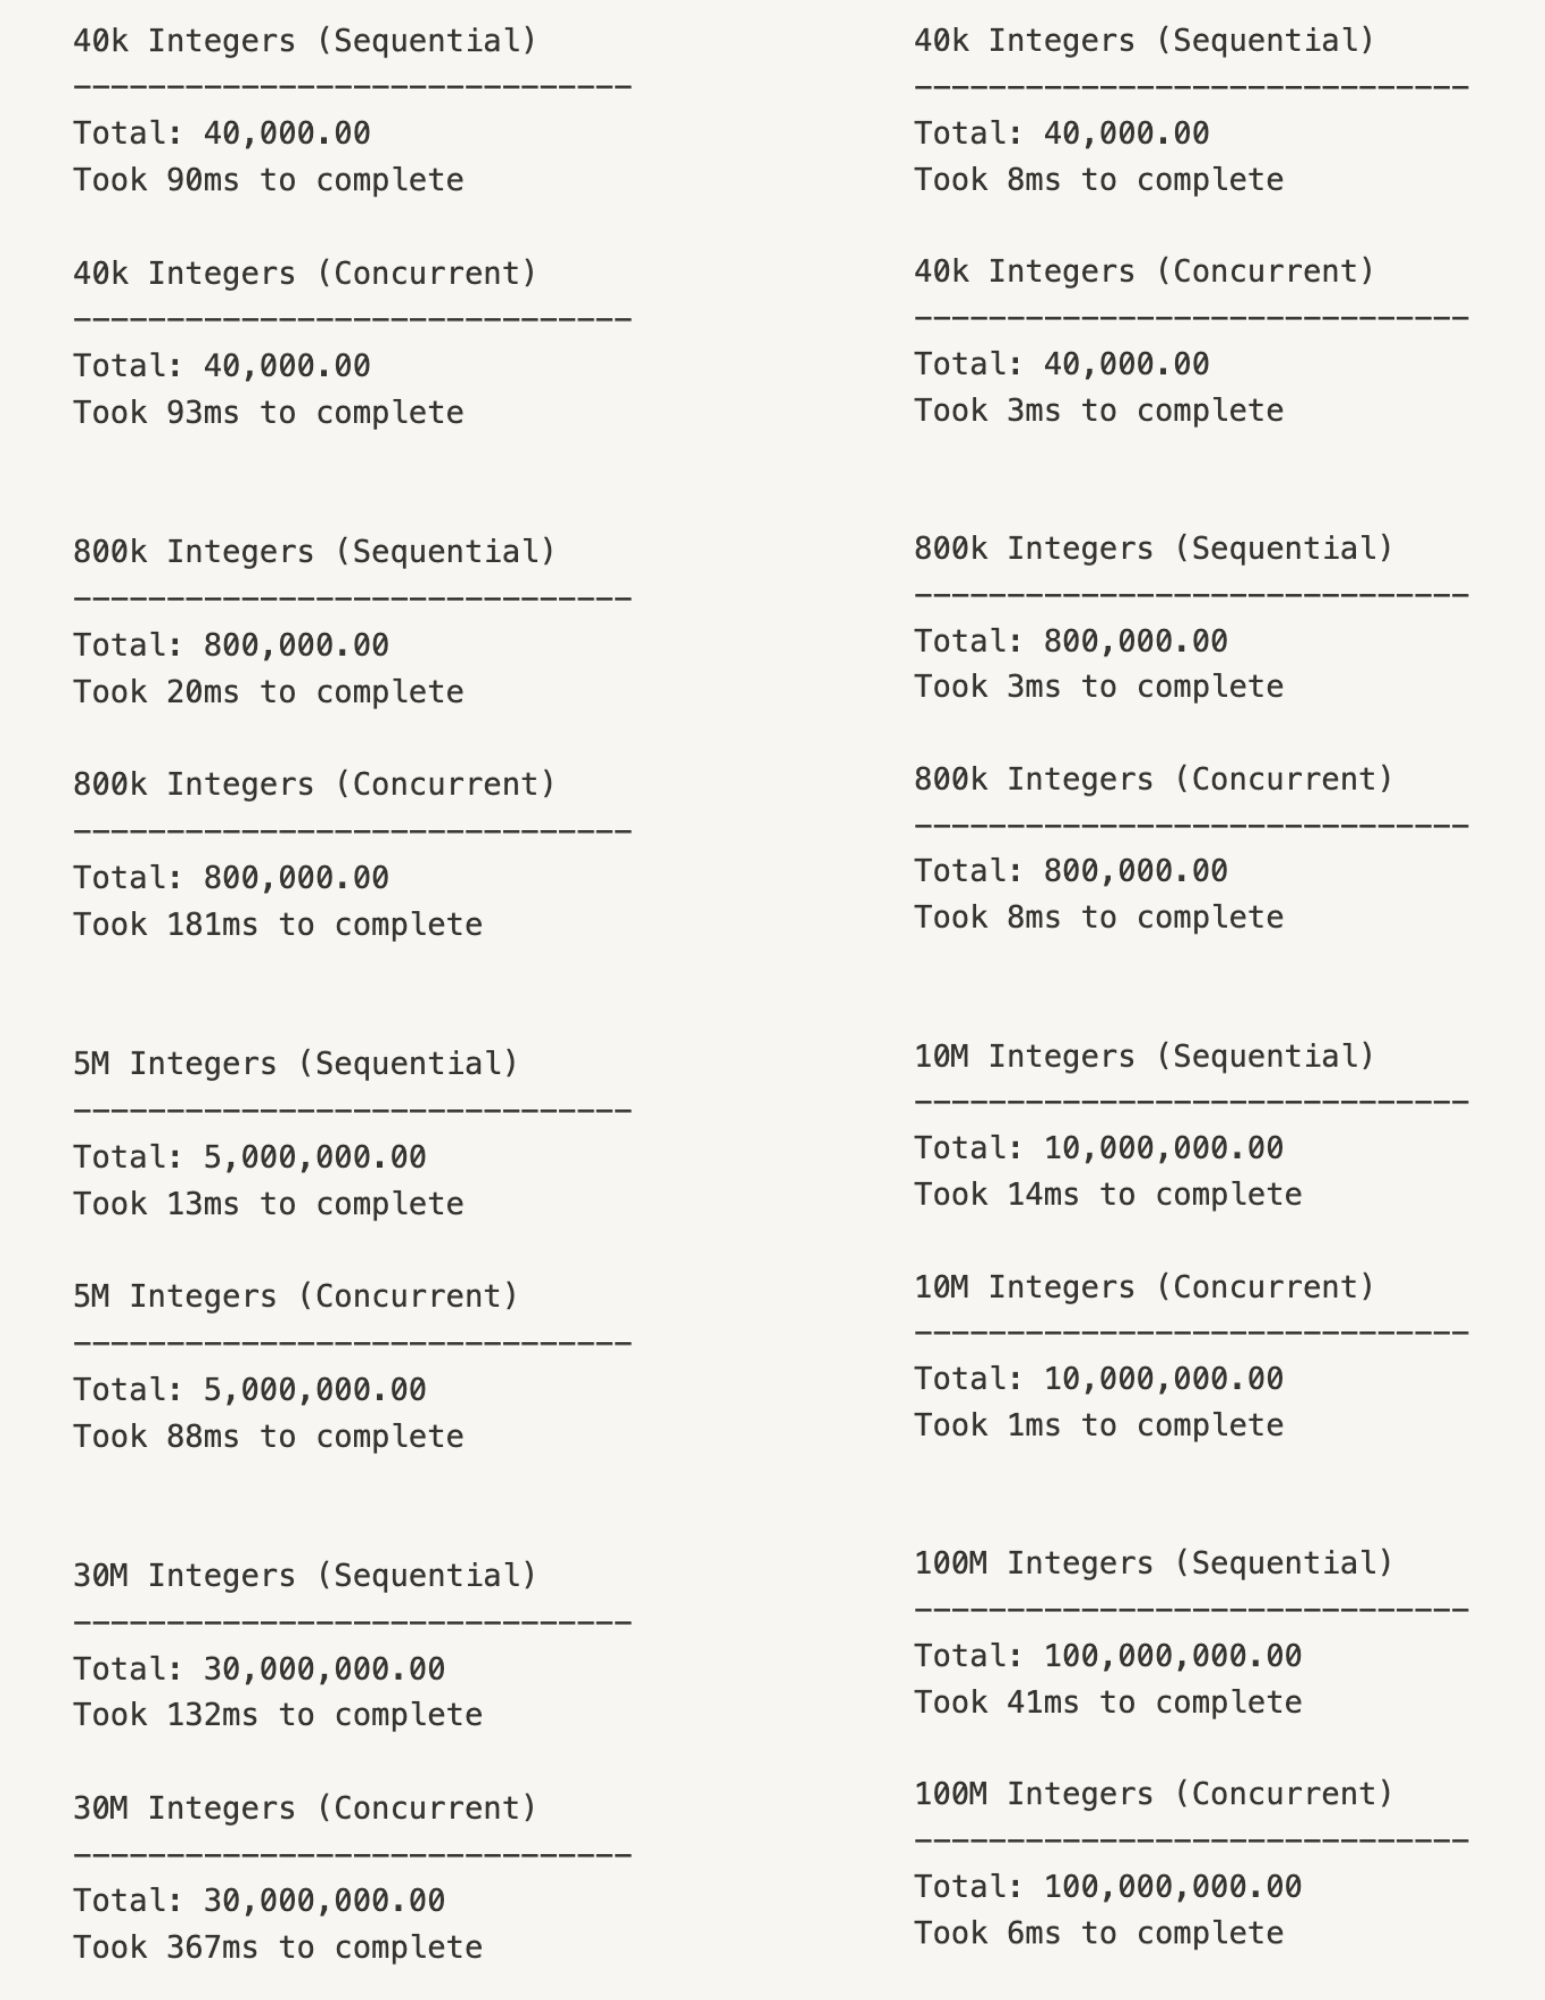 40k Integers (Sequential)
------------------------------
Total: 40,000.00
Took 90ms to complete
40k Integers (Concurrent)
------------------------------
Total: 40,000.00
Took 93ms to complete
800k Integers (Sequential)
------------------------------
Total: 800,000.00
Took 20ms to complete
800k Integers (Concurrent)
------------------------------
Total: 800,000.00
Took 181ms to complete
5M Integers (Sequential)
------------------------------
Total: 5,000,000.00
Took 13ms to complete
5M Integers (Concurrent)
------------------------------
Total: 5,000,000.00
Took 88ms to complete
30M Integers (Sequential)
------------------------------
Total: 30,000,000.00
Took 132ms to complete
30M Integers (Concurrent)
------------------------------
Total: 30,000,000.00
Took 367ms to complete
40k Integers (Sequential)
------------------------------
Total: 40,000.00
Took 8ms to complete
40k Integers (Concurrent)
------------------------------
Total: 40,000.00
Took 3ms to complete
800k Integers (Sequential)
------------------------------
Total: 800,000.00
Took 3ms to complete
800k Integers (Concurrent)
------------------------------
Total: 800,000.00
Took 8ms to complete
10M Integers (Sequential)
------------------------------
Total: 10,000,000.00
Took 14ms to complete
10M Integers (Concurrent)
------------------------------
Total: 10,000,000.00
Took 1ms to complete
100M Integers (Sequential)
------------------------------
Total: 100,000,000.00
Took 41ms to complete
100M Integers (Concurrent)
------------------------------
Total: 100,000,000.00
Took 6ms to complete